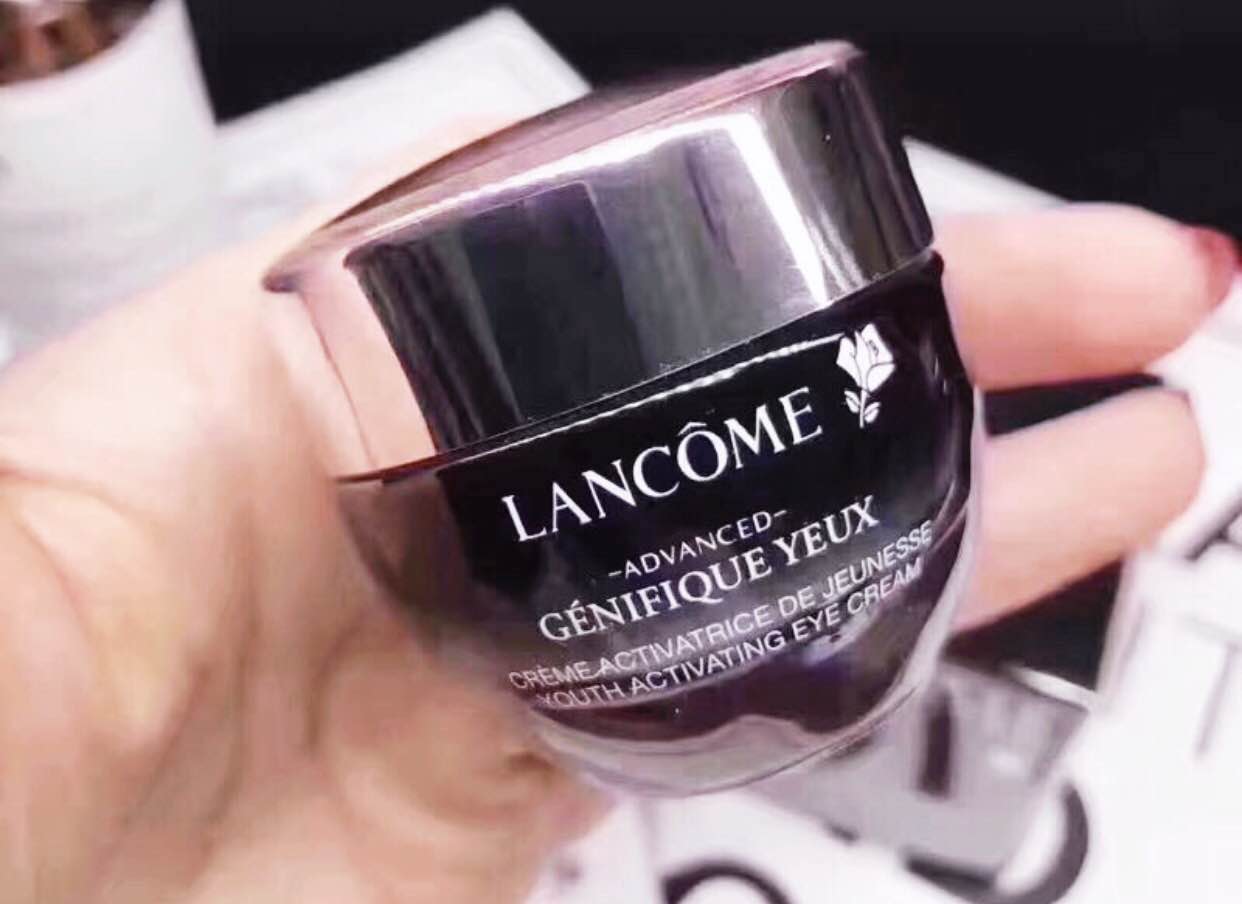 LANCÔME
-ADVANCED-
GÉNIFIQUE YEUX
CRÈME ACTIVATRICE DE JEUNESSE
YOUTH ACTIVATING EYE CREAM